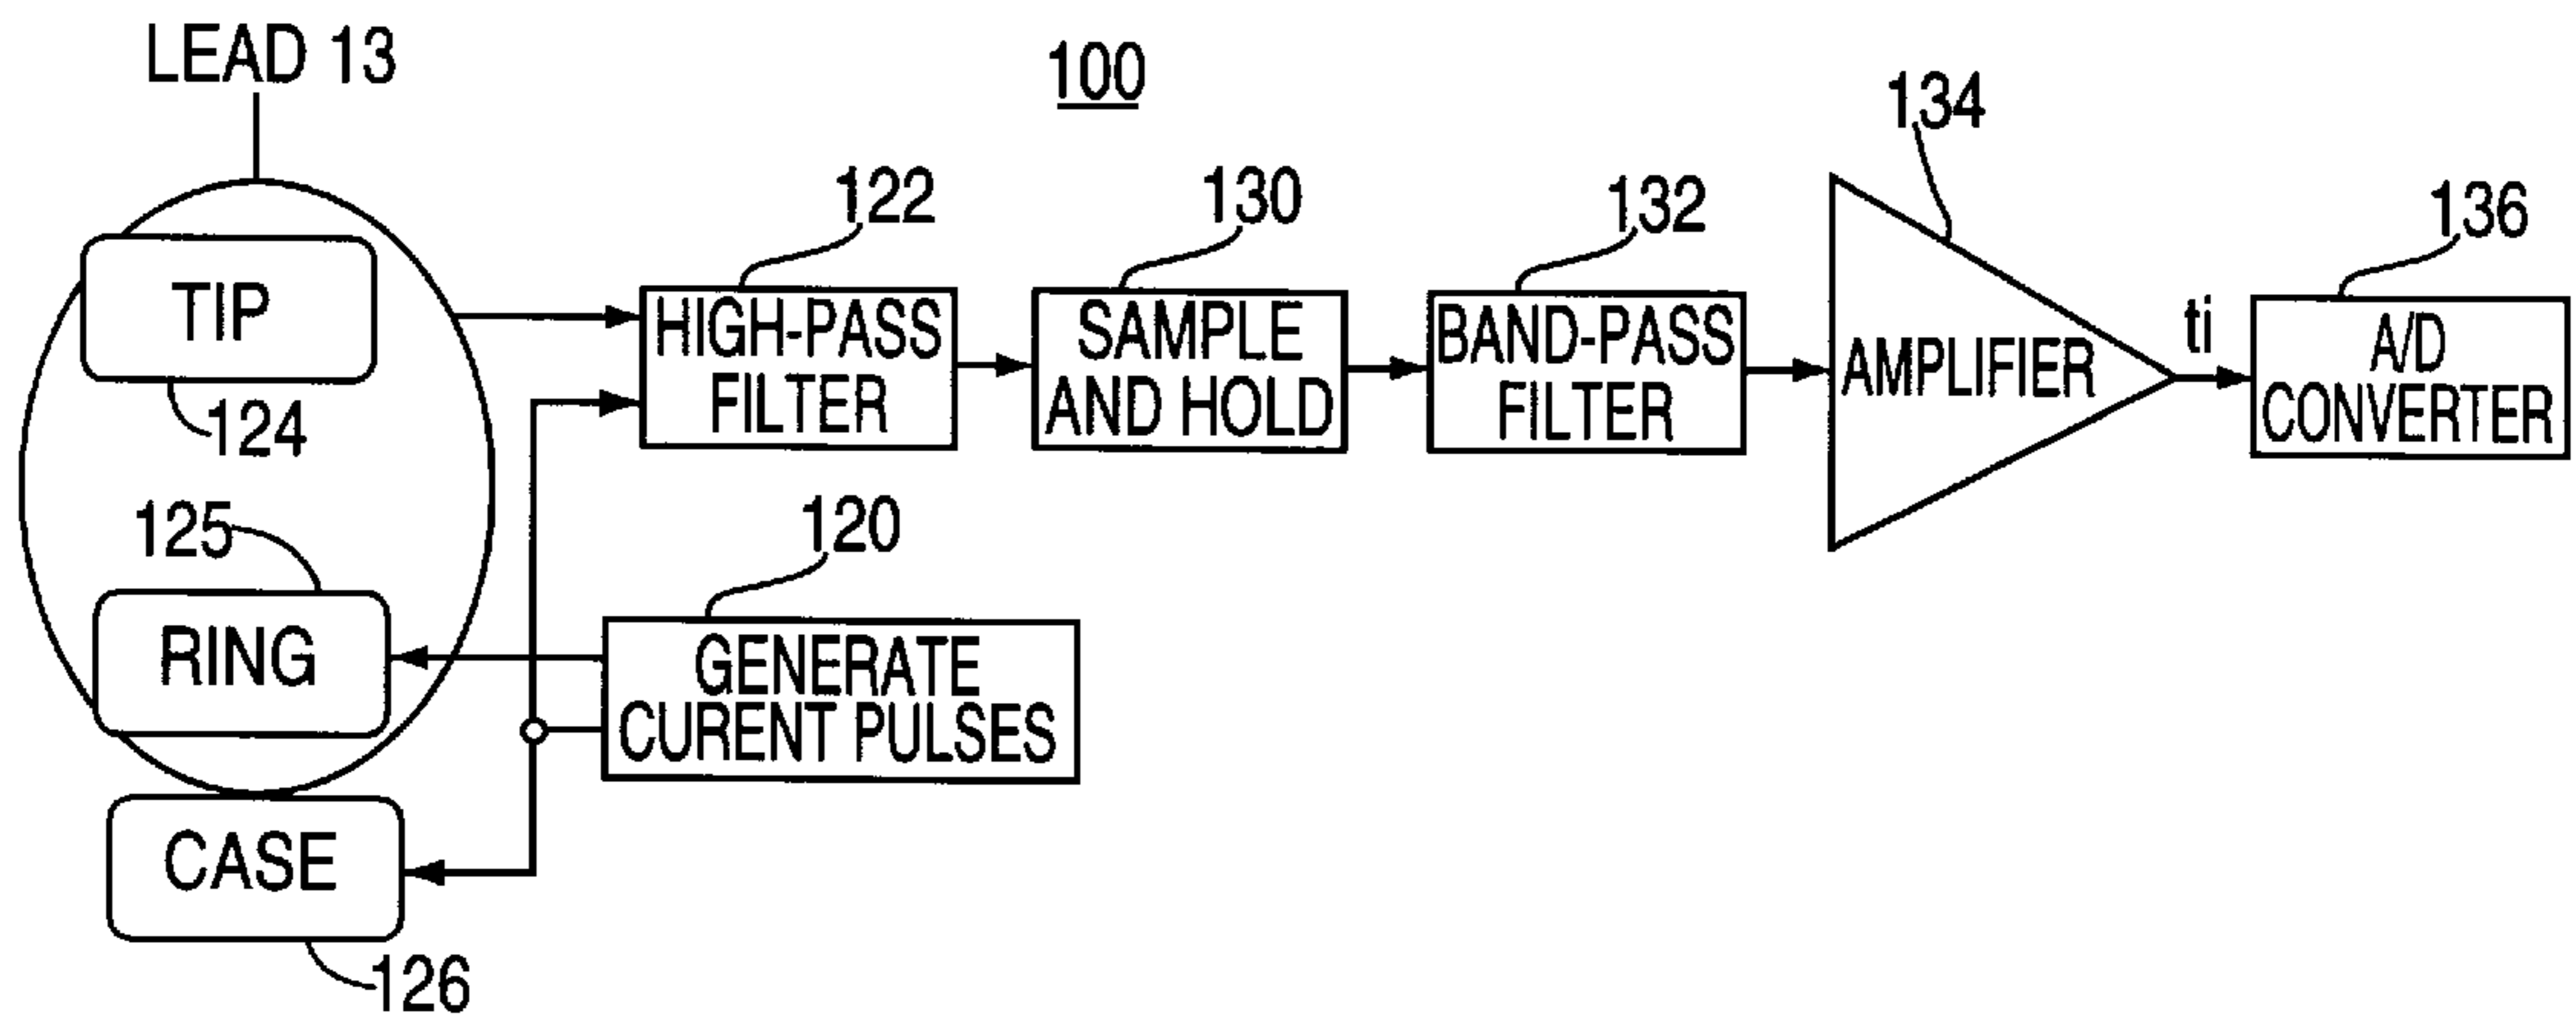 LEAD 13
100
134
122
130
132
136
TIP
124
HIGH-PASS
FILTER
SAMPLE
AND HOLD
BAND-PASS
FILTER
AMPLIFIER
ti
A/D
CONVERTER
125
120
RING
GENERATE
CURENT PULSES
CASE
126